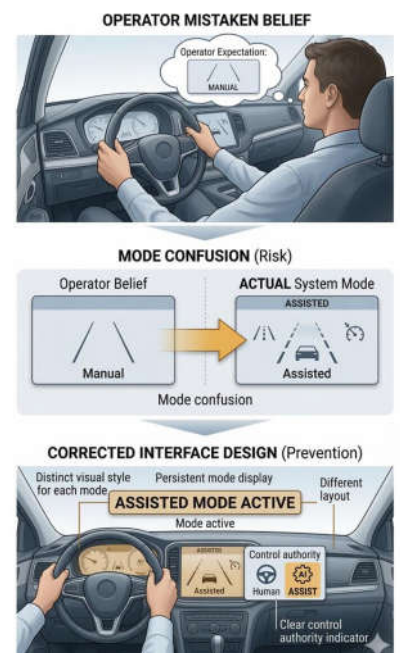 OPERATOR MISTAKEN BELIEF
Operator Expectation:
MANUAL
MODE CONFUSION (Risk)
Operator Belief
Manual
ACTUAL System Mode
ASSISTED
Assisted
Mode confusion
CORRECTED INTERFACE DESIGN (Prevention)
Distinct visual style
for each mode
Persistent mode display
Different
layout
ASSISTED MODE ACTIVE
Mode active
ASSISTED
Assisted
Control authority
Human
AI
ASSIST
Clear control
authority indicator